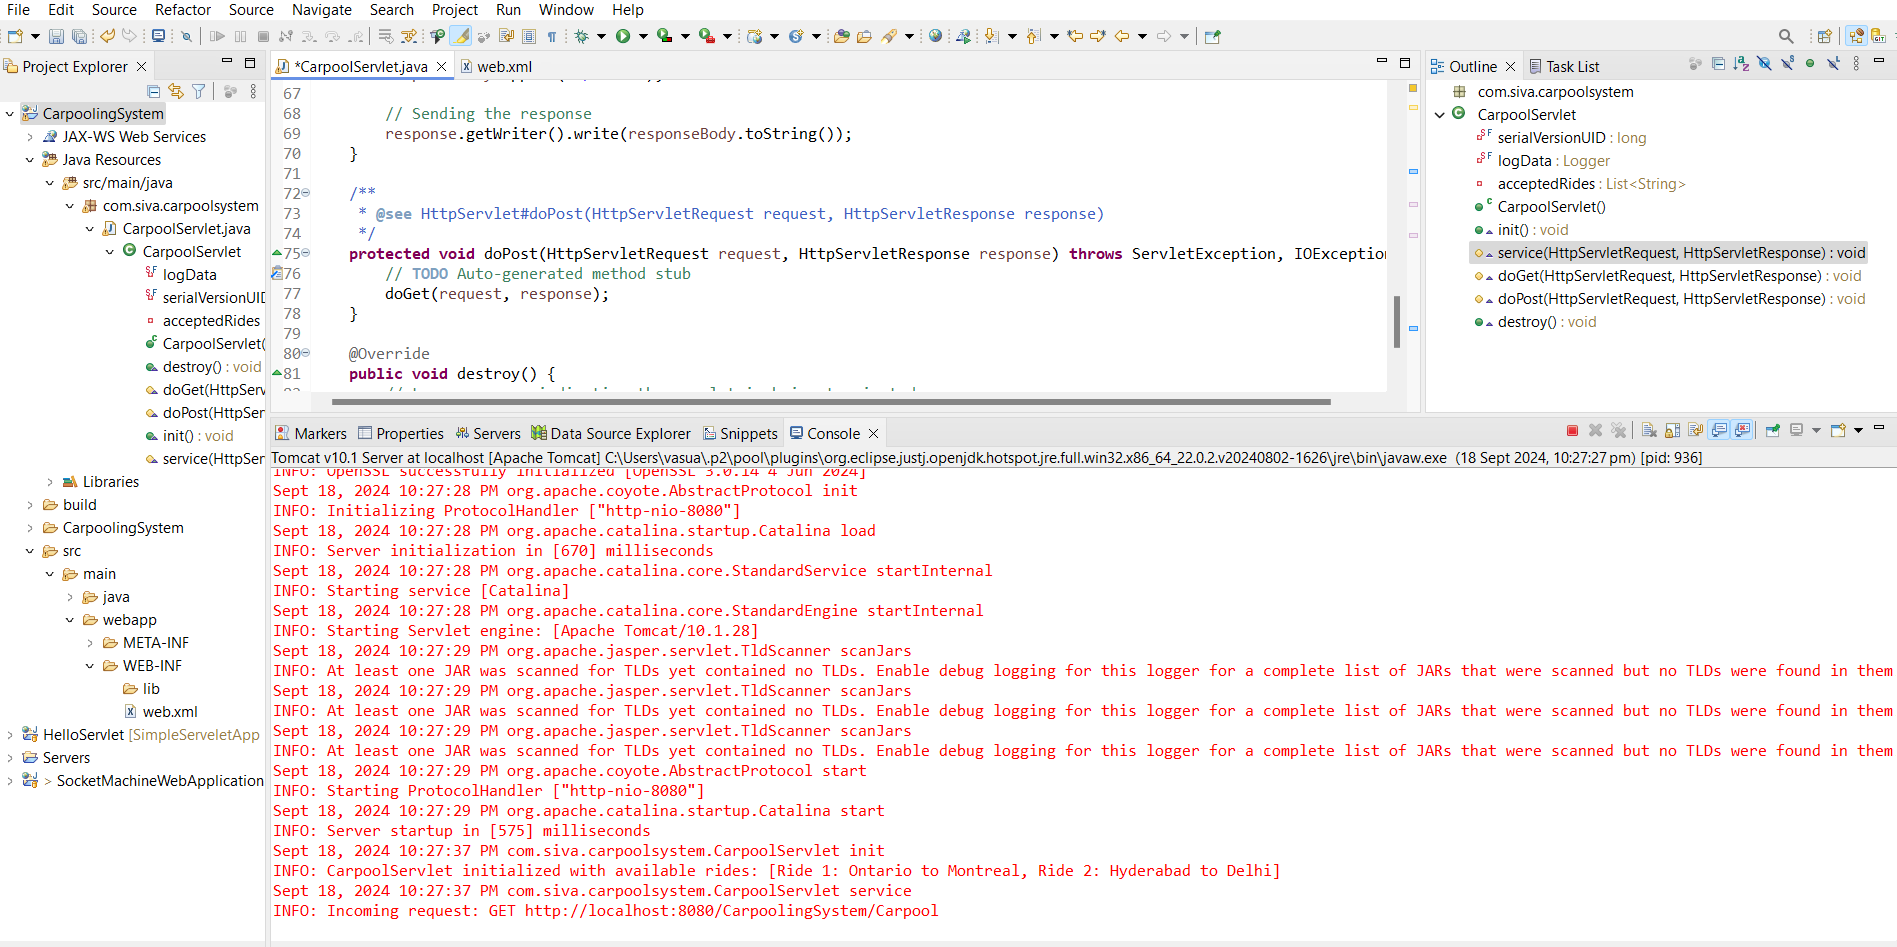 File Edit Source Refactor Source Navigate Search Project Run Window Help
Project Explorer
CarpoolingSystem
JAX-WS Web Services
Java Resources
src/main/java
com.siva.carpoolsystem
CarpoolServlet.java
CarpoolServlet
logData
serialVersionUID
acceptedRides
CarpoolServlet(
destroy() : void
doGet(HttpServ
doPost(HttpSer
init() : void
service(HttpSer
Libraries
build
CarpoolingSystem
src
main
java
webapp
META-INF
WEB-INF
lib
web.xml
HelloServlet [SimpleServeletApp
Servers
> SocketMachineWebApplication
*CarpoolServlet.java
web.xml
67
68 // Sending the response
69 response.getWriter().write(responseBody.toString());
70 }
71
72 /**
73 * @see HttpServlet#doPost(HttpServletRequest request, HttpServletResponse response)
74 */
75 protected void doPost(HttpServletRequest request, HttpServletResponse response) throws ServletException, IOException
76 // TODO Auto-generated method stub
77 doGet(request, response);
78 }
79
80 @Override
81 public void destroy() {
Outline
Task List
com.siva.carpoolsystem
CarpoolServlet
serialVersionUID : long
logData : Logger
acceptedRides : List<String>
CarpoolServlet()
init() : void
service(HttpServletRequest, HttpServletResponse) : void
doGet(HttpServletRequest, HttpServletResponse) : void
doPost(HttpServletRequest, HttpServletResponse) : void
destroy() : void
Markers Properties Servers Data Source Explorer Snippets Console
Tomcat v10.1 Server at localhost [Apache Tomcat] C:\Users\vasua\.p2\pool\plugins\org.eclipse.justj.openjdk.hotspot.jre.full.win32.x86_64_22.0.2.v20240802-1626\jre\bin\javaw.exe (18 Sept 2024, 10:27:27 pm) [pid: 936]
INFO: OpenSSL successfully initialized [OpenSSL 3.0.14 4 Jun 2024]
Sept 18, 2024 10:27:28 PM org.apache.coyote.AbstractProtocol init
INFO: Initializing ProtocolHandler ["http-nio-8080"]
Sept 18, 2024 10:27:28 PM org.apache.catalina.startup.Catalina load
INFO: Server initialization in [670] milliseconds
Sept 18, 2024 10:27:28 PM org.apache.catalina.core.StandardService startInternal
INFO: Starting service [Catalina]
Sept 18, 2024 10:27:28 PM org.apache.catalina.core.StandardEngine startInternal
INFO: Starting Servlet engine: [Apache Tomcat/10.1.28]
Sept 18, 2024 10:27:29 PM org.apache.jasper.servlet.TldScanner scanJars
INFO: At least one JAR was scanned for TLDs yet contained no TLDs. Enable debug logging for this logger for a complete list of JARs that were scanned but no TLDs were found in them
Sept 18, 2024 10:27:29 PM org.apache.jasper.servlet.TldScanner scanJars
INFO: At least one JAR was scanned for TLDs yet contained no TLDs. Enable debug logging for this logger for a complete list of JARs that were scanned but no TLDs were found in them
Sept 18, 2024 10:27:29 PM org.apache.jasper.servlet.TldScanner scanJars
INFO: At least one JAR was scanned for TLDs yet contained no TLDs. Enable debug logging for this logger for a complete list of JARs that were scanned but no TLDs were found in them
Sept 18, 2024 10:27:29 PM org.apache.coyote.AbstractProtocol start
INFO: Starting ProtocolHandler ["http-nio-8080"]
Sept 18, 2024 10:27:29 PM org.apache.catalina.startup.Catalina start
INFO: Server startup in [575] milliseconds
Sept 18, 2024 10:27:37 PM com.siva.carpoolsystem.CarpoolServlet init
INFO: CarpoolServlet initialized with available rides: [Ride 1: Ontario to Montreal, Ride 2: Hyderabad to Delhi]
Sept 18, 2024 10:27:37 PM com.siva.carpoolsystem.CarpoolServlet service
INFO: Incoming request: GET http://localhost:8080/CarpoolingSystem/Carpool